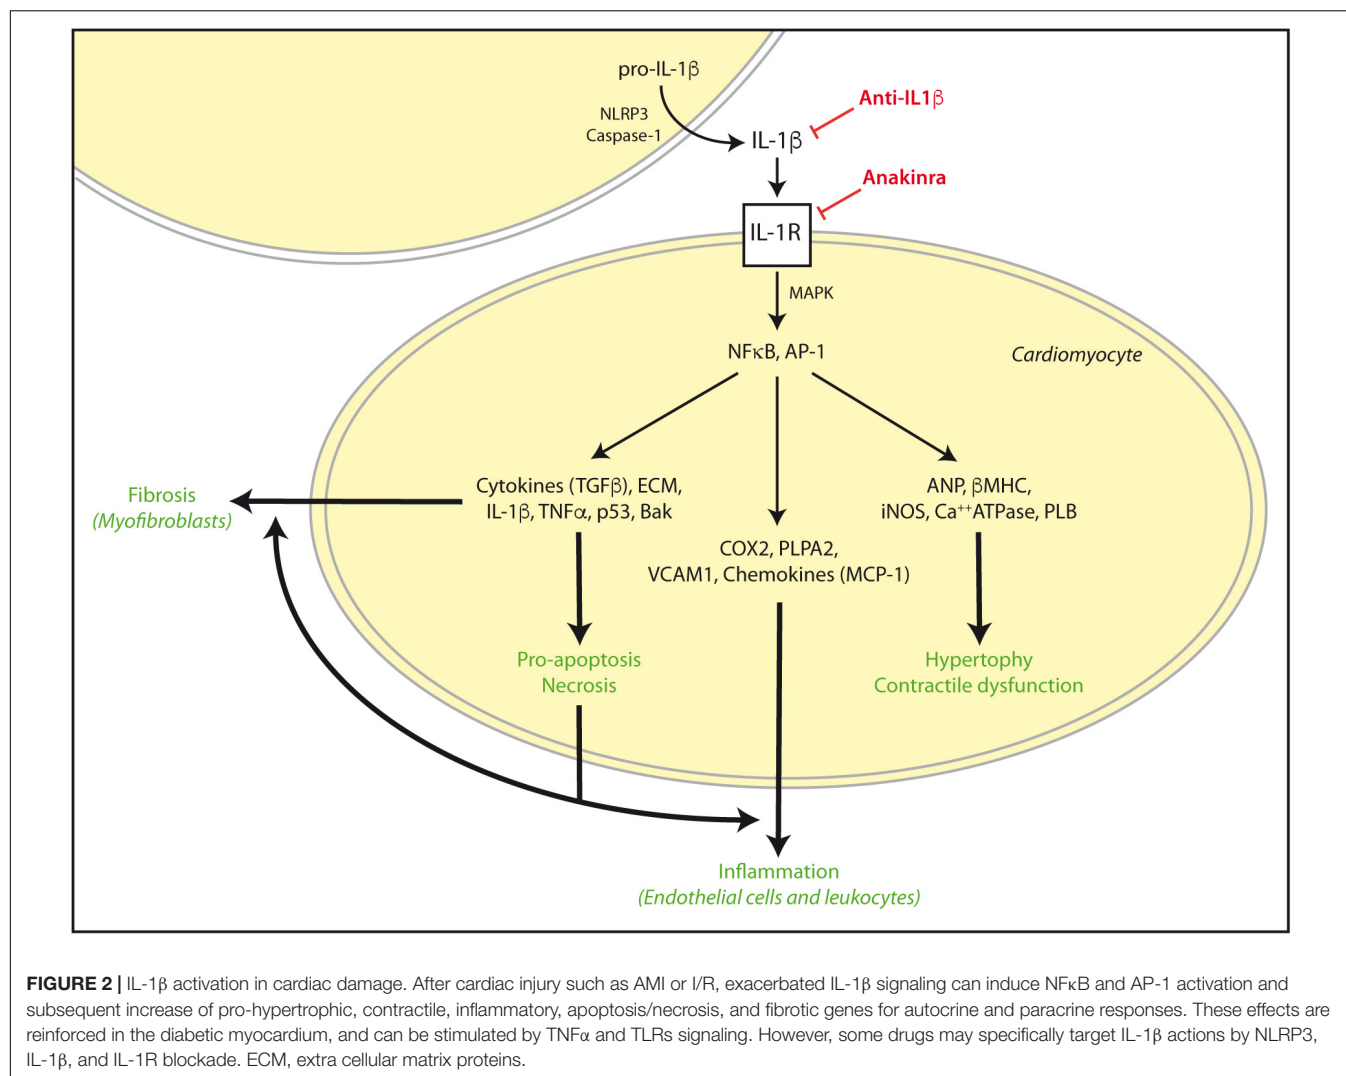 pro-IL-1β
NLRP3
Caspase-1
Anti-IL1β
IL-1β
Anakinra
IL-1R
MAPK
NFκB, AP-1
Cardiomyocyte
Cytokines (TGFβ), ECM,
IL-1β, TNFα, p53, Bak
ANP, βMHC,
iNOS, Ca⁺⁺ATPase, PLB
Fibrosis
(Myofibroblasts)
COX2, PLPA2,
VCAM1, Chemokines (MCP-1)
Pro-apoptosis
Necrosis
Hypertophy
Contractile dysfunction
Inflammation
(Endothelial cells and leukocytes)
FIGURE 2 | IL-1β activation in cardiac damage. After cardiac injury such as AMI or I/R, exacerbated IL-1β signaling can induce NFκB and AP-1 activation and
subsequent increase of pro-hypertrophic, contractile, inflammatory, apoptosis/necrosis, and fibrotic genes for autocrine and paracrine responses. These effects are
reinforced in the diabetic myocardium, and can be stimulated by TNFα and TLRs signaling. However, some drugs may specifically target IL-1β actions by NLRP3,
IL-1β, and IL-1R blockade. ECM, extra cellular matrix proteins.